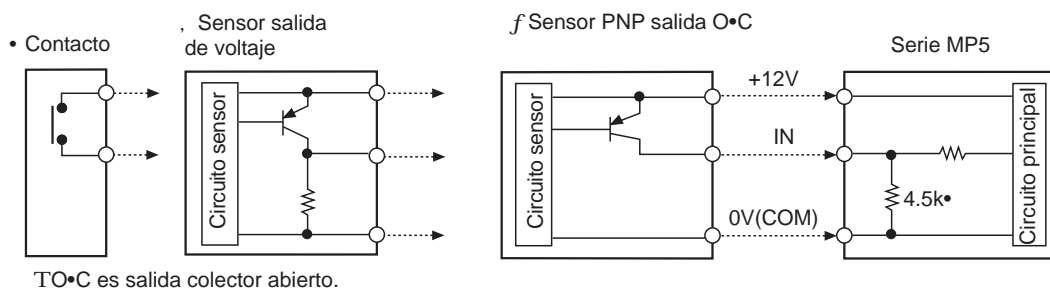 • Contacto
, Sensor salida
de voltaje
ƒ Sensor PNP salida O•C
Serie MP5
Circuito sensor
Circuito sensor
+12V
IN
0V(COM)
4.5k•
Circuito principal
TO•C es salida colector abierto.